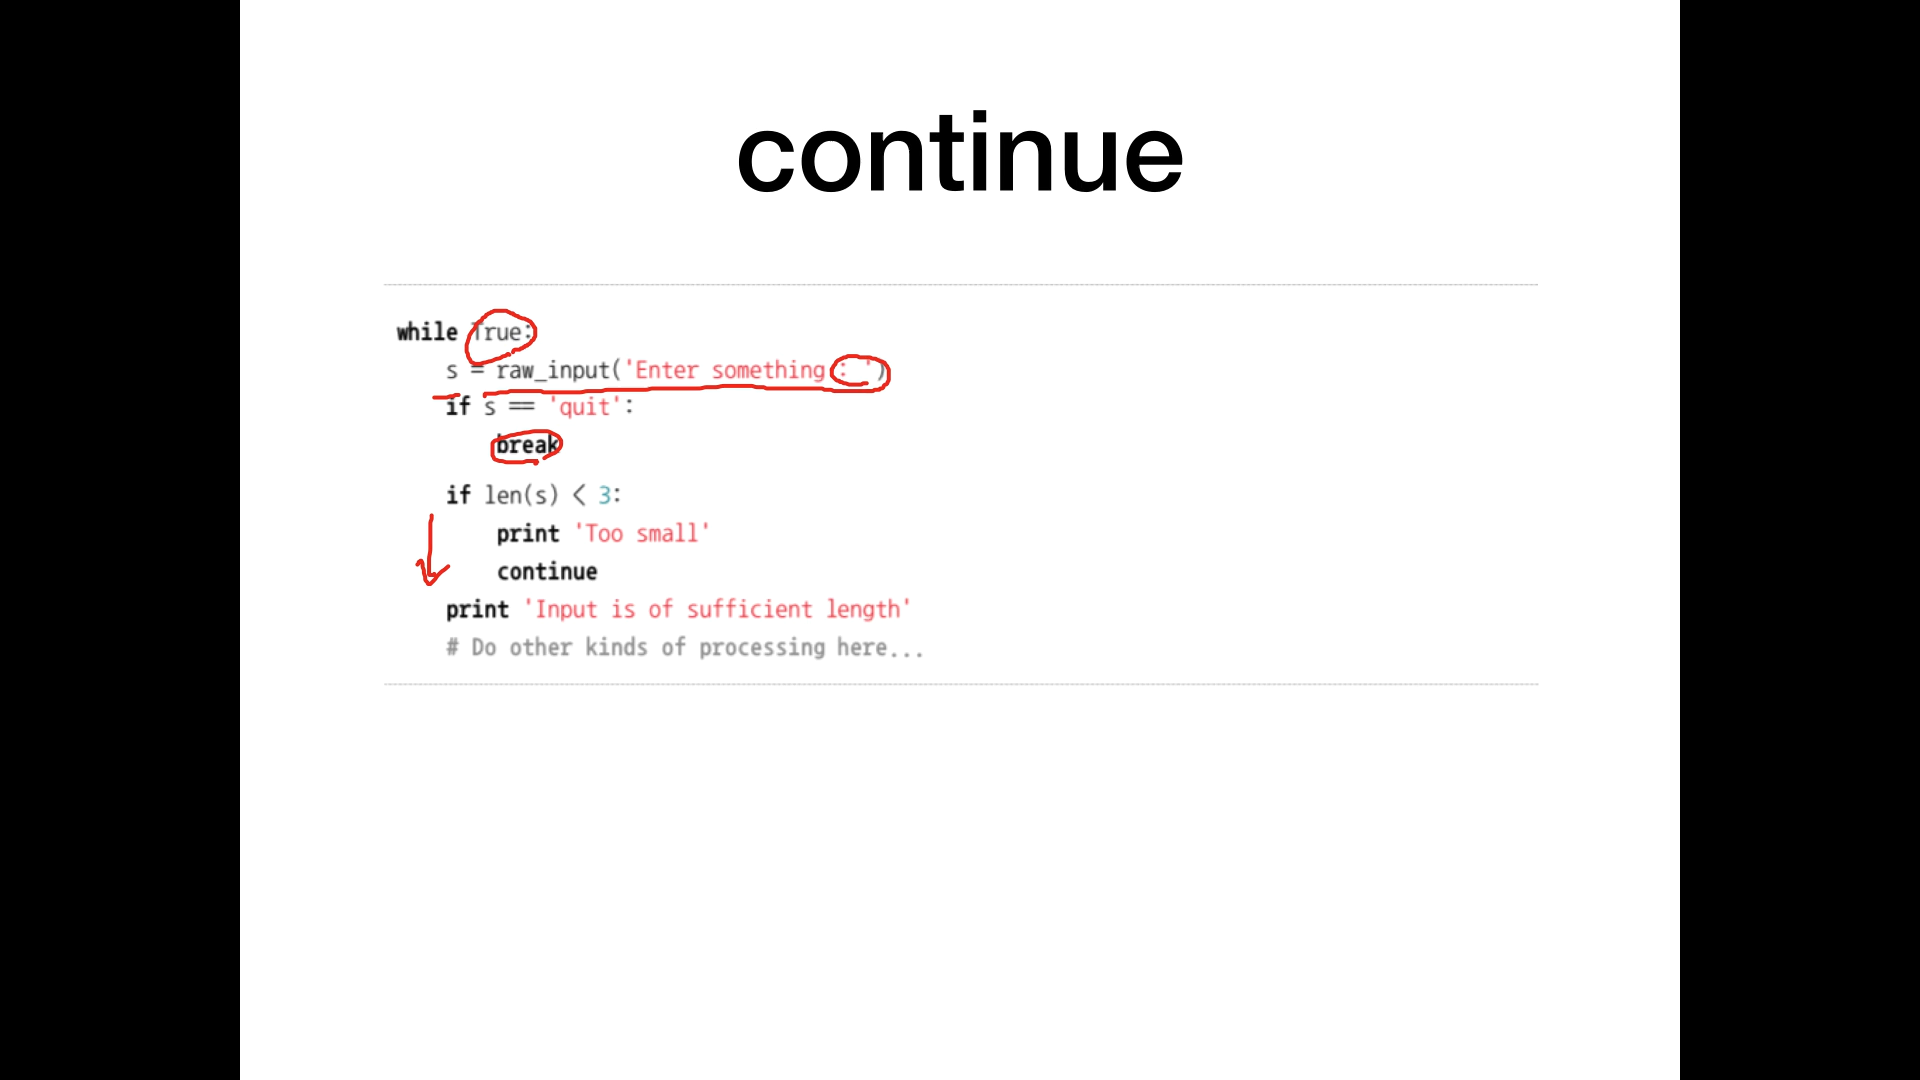 continue
while True:
    s = raw_input('Enter something : ')
    if s == 'quit':
        break
    if len(s) < 3:
        print 'Too small'
        continue
    print 'Input is of sufficient length'
    # Do other kinds of processing here...